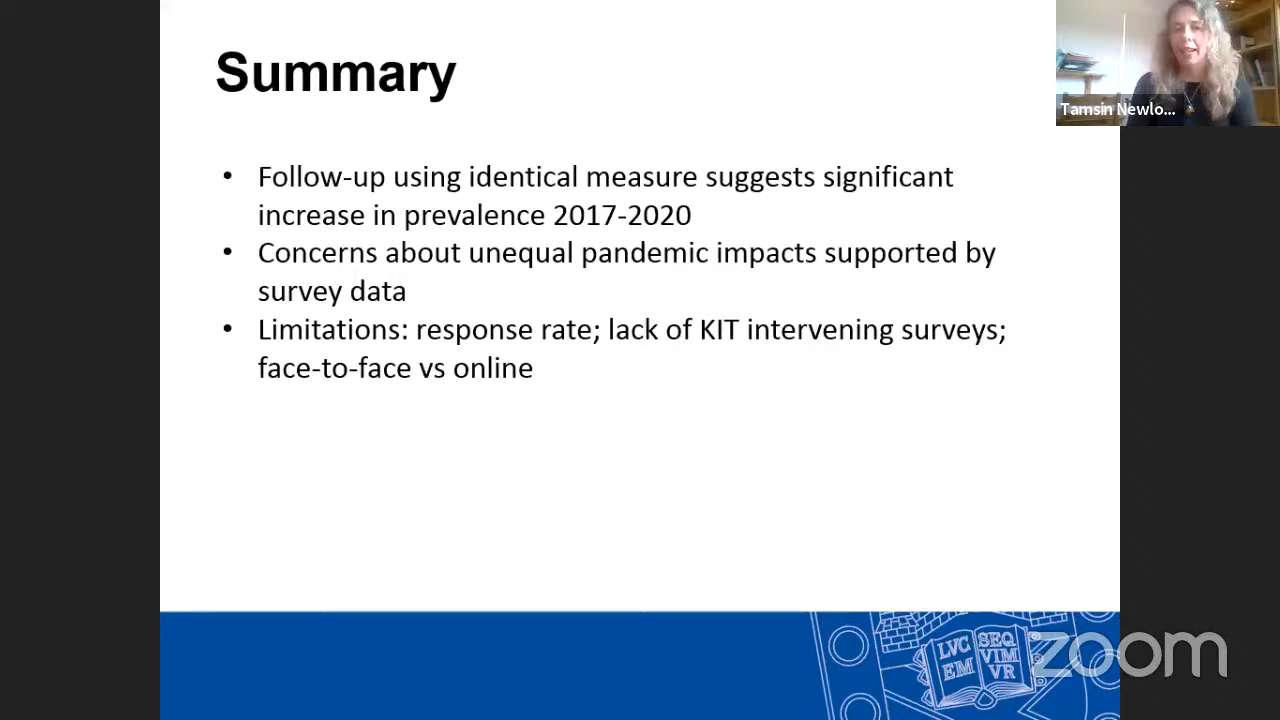 Summary
Tamsin Newlo...
• Follow-up using identical measure suggests significant
increase in prevalence 2017-2020
• Concerns about unequal pandemic impacts supported by
survey data
• Limitations: response rate; lack of KIT intervening surveys;
face-to-face vs online
LVC
EM
SEQ
VIM
VR
zoom